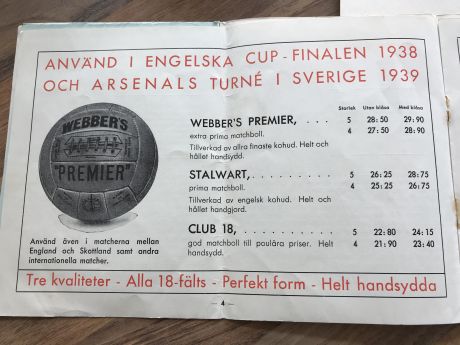 ANVÄND I ENGELSKA CUP-FINALEN 1938
OCH ARSENALS TURNÉ I SVERIGE 1939
WEBBER'S
"PREMIER"
Använd även i matcherna mellan
England och Skottland samt andra
internationella matcher.
Storlek Utan blåsa Med blåsa
WEBBER'S PREMIER, . . . . 5 28:50 29:90
extra prima matchboll. 4 27:50 28:90
Tillverkad av allra finaste kohud. Helt och
hållet handsydd.
STALWART, . . . . . . . . . 5 26:25 28:75
prima matchboll. 4 25:25 26:75
Tillverkad av engelsk kohud. Helt och
hållet handgjord.
CLUB 18, . . . . . . . . . . 5 22:80 24:15
god matchboll till poulära priser. Helt 4 21:90 23:40
handsydd.
Tre kvaliteter - Alla 18-fälts - Perfekt form - Helt handsydda
— 4 —